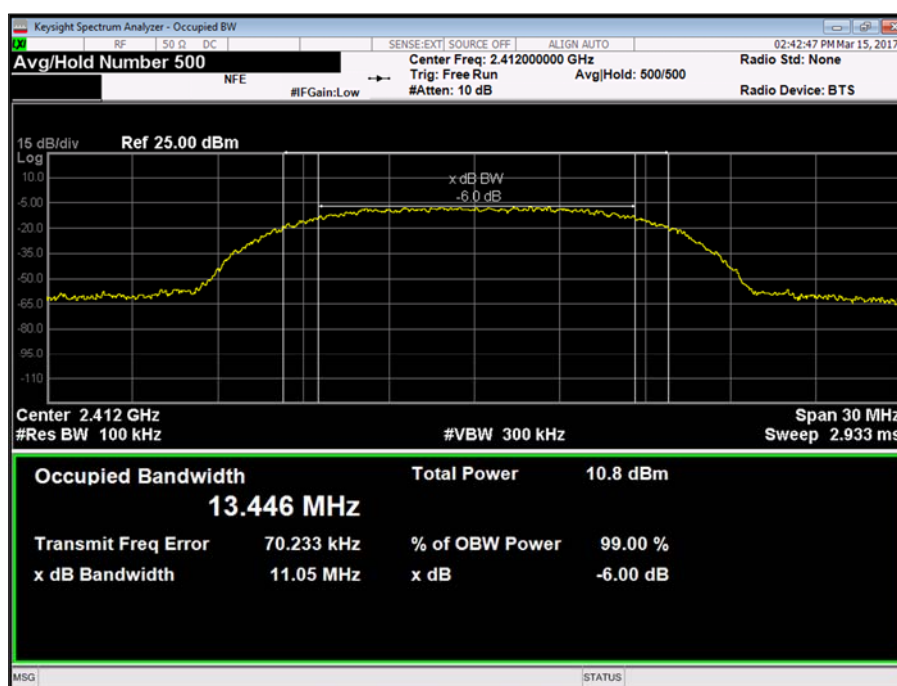 Keysight Spectrum Analyzer - Occupied BW
LXI RF 50 Ω DC SENSE:EXT SOURCE OFF ALIGN AUTO 02:42:47 PM Mar 15, 2017
Avg/Hold Number 500 Center Freq: 2.412000000 GHz Radio Std: None
NFE Trig: Free Run Avg|Hold: 500/500
#IFGain:Low #Atten: 10 dB Radio Device: BTS
15 dB/div Ref 25.00 dBm
Log
10.0
x dB BW
-6.0 dB
-5.00
-20.0
-35.0
-50.0
-65.0
-80.0
-95.0
-110
Center 2.412 GHz Span 30 MHz
#Res BW 100 kHz #VBW 300 kHz Sweep 2.933 ms
Occupied Bandwidth Total Power 10.8 dBm
13.446 MHz
Transmit Freq Error 70.233 kHz % of OBW Power 99.00 %
x dB Bandwidth 11.05 MHz x dB -6.00 dB
MSG STATUS